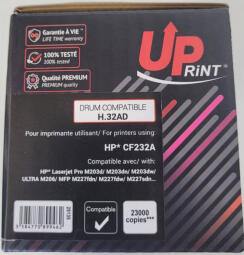 Garantie À VIE**
LIFE TIME warranty
100% TESTÉ
100% tested
Qualité PREMIUM
PREMIUM quality
UPRiNT®
DRUM COMPATIBLE
H.32AD
Pour imprimante utilisant/ For printers using:
HP* CF232A
Compatible avec/ with:
HP* Laserjet Pro M203d/ M203dn/ M203dw/
ULTRA M206/ MFP M227fdn/ M227fdw/ M227sdn...
Compatible
23000
copies***